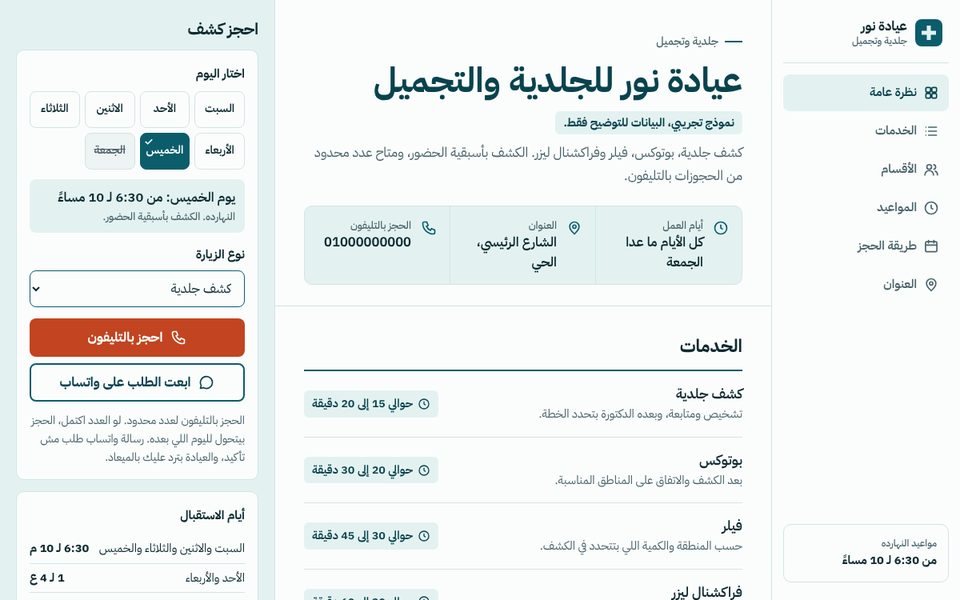 عيادة نور
جلدية وتجميل
نظرة عامة
الخدمات
الأقسام
المواعيد
طريقة الحجز
العنوان
مواعيد النهارده
من 6:30 لـ 10 مساءً
جلدية وتجميل
عيادة نور للجلدية والتجميل
نموذج تجريبي، البيانات للتوضيح فقط.
كشف جلدية، بوتوكس، فيلر وفراكشنال ليزر. الكشف بأسبقية الحضور، ومتاح عدد محدود
من الحجوزات بالتليفون.
أيام العمل
كل الأيام ما عدا
الجمعة
العنوان
الشارع الرئيسي،
الحي
الحجز بالتليفون
01000000000
الخدمات
كشف جلدية
تشخيص ومتابعة، وبعده الدكتورة بتحدد الخطة.
حوالي 15 إلى 20 دقيقة
بوتوكس
بعد الكشف والاتفاق على المناطق المناسبة.
حوالي 20 إلى 30 دقيقة
فيلر
حسب المنطقة والكمية اللي بتتحدد في الكشف.
حوالي 30 إلى 45 دقيقة
فراكشنال ليزر
احجز كشف
اختار اليوم
السبت
الأحد
الاثنين
الثلاثاء
الأربعاء
الخميس
الجمعة
يوم الخميس: من 6:30 لـ 10 مساءً
النهارده. الكشف بأسبقية الحضور.
نوع الزيارة
كشف جلدية
احجز بالتليفون
ابعت الطلب على واتساب
الحجز بالتليفون لعدد محدود. لو العدد اكتمل، الحجز
بيتحول لليوم اللي بعده. رسالة واتساب طلب مش
تأكيد، والعيادة بترد عليك بالميعاد.
أيام الاستقبال
السبت والاثنين والثلاثاء والخميس
6:30 لـ 10 م
الأحد والأربعاء
1 لـ 4 ع